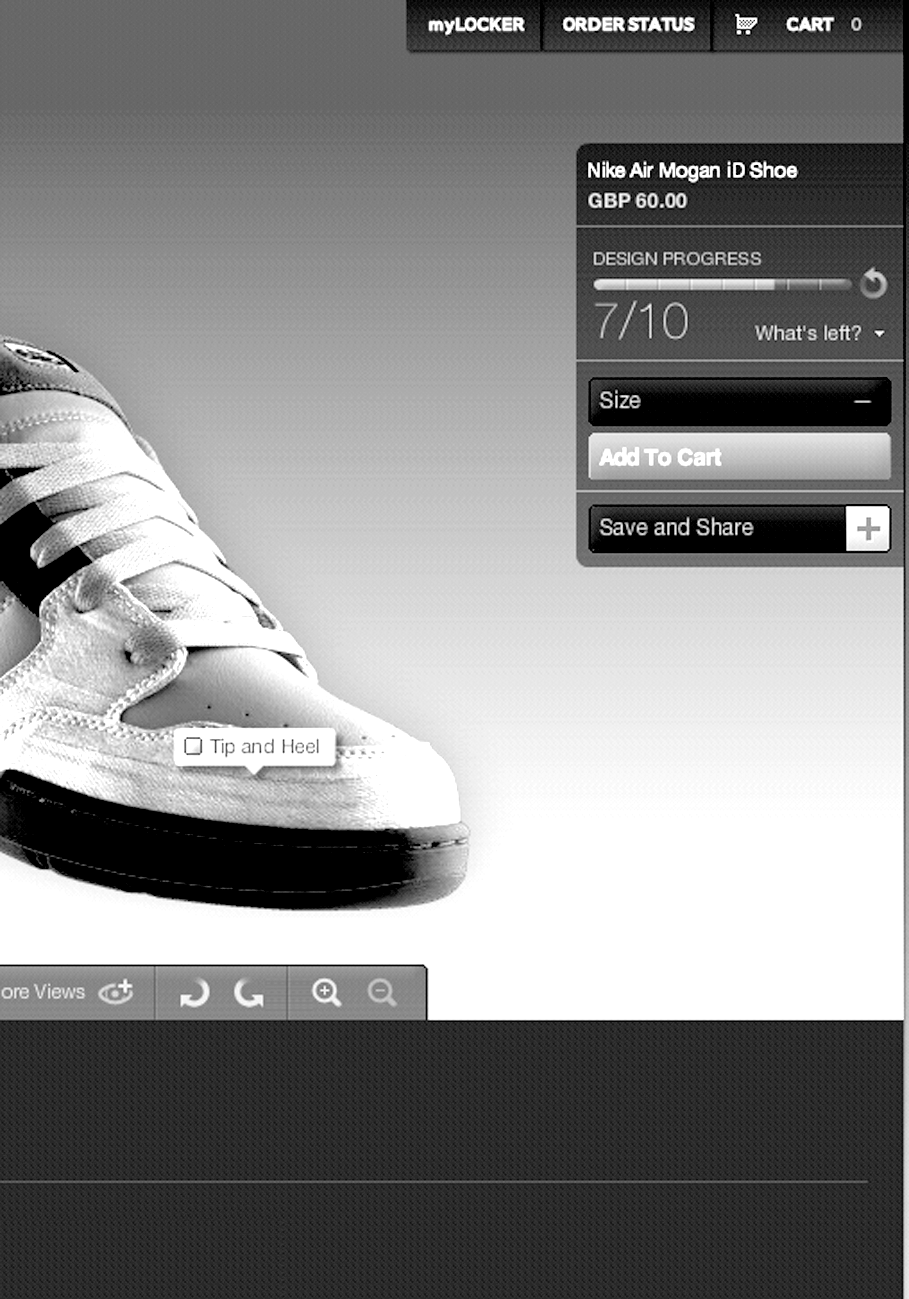 myLOCKER ORDER STATUS CART 0
Nike Air Mogan iD Shoe
GBP 60.00
DESIGN PROGRESS
7/10 What's left?
Size
Add To Cart
Save and Share
Tip and Heel
ore Views